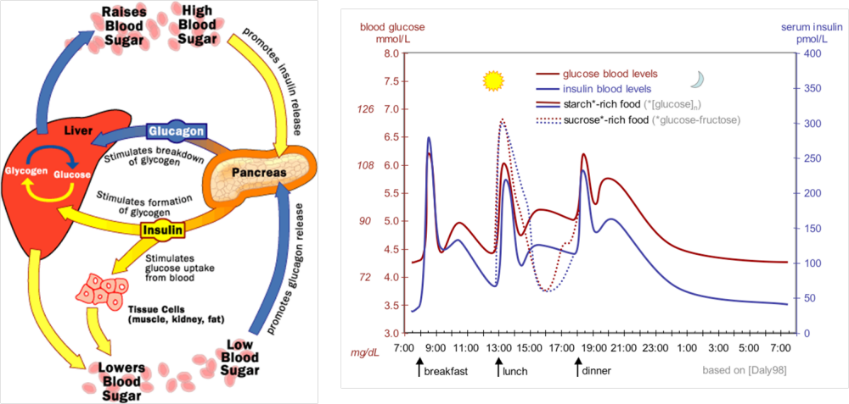 Raises
Blood
Sugar
High
Blood
Sugar
promotes insulin release
Liver
Glucagon
Stimulates breakdown
of glycogen
Glycogen
Glucose
Pancreas
Stimulates formation
of glycogen
Insulin
Stimulates
glucose uptake
from blood
Tissue Cells
(muscle, kidney, fat)
promotes glucagon release
Lowers
Blood
Sugar
Low
Blood
Sugar
blood glucose
mmol/L
serum insulin
pmol/L
8.0
7.5
126
7.0
6.5
108
6.0
5.5
90
5.0
4.5
72
4.0
3.5
3.0
400
350
300
250
200
150
100
50
0
glucose blood levels
insulin blood levels
starch*-rich food (*[glucose]n)
sucrose*-rich food (*glucose-fructose)
mg/dL
7:00 9:00 11:00 13:00 15:00 17:00 19:00 21:00 23:00 1:00 3:00 5:00 7:00
breakfast lunch dinner
based on [Daly98]